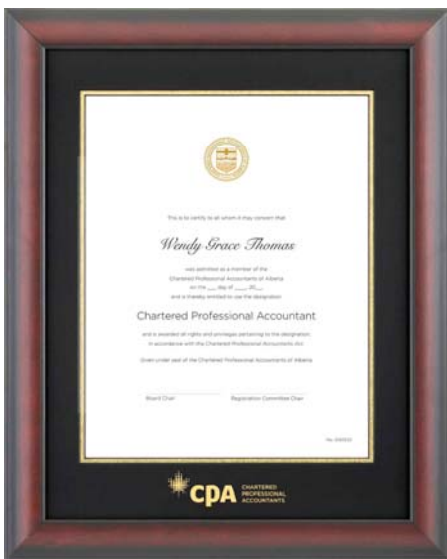 This is to certify to all whom it may concern that
Wendy Grace Thomas
was admitted as a member of the
Chartered Professional Accountants of Alberta
on the ___ day of ____, 20__
and is hereby entitled to use the designation
Chartered Professional Accountant
and is awarded all rights and privileges pertaining to the designation
in accordance with the Chartered Professional Accountants Act
Given under seal of the Chartered Professional Accountants of Alberta
Board Chair
Registration Committee Chair
CPA
CHARTERED
PROFESSIONAL
ACCOUNTANTS